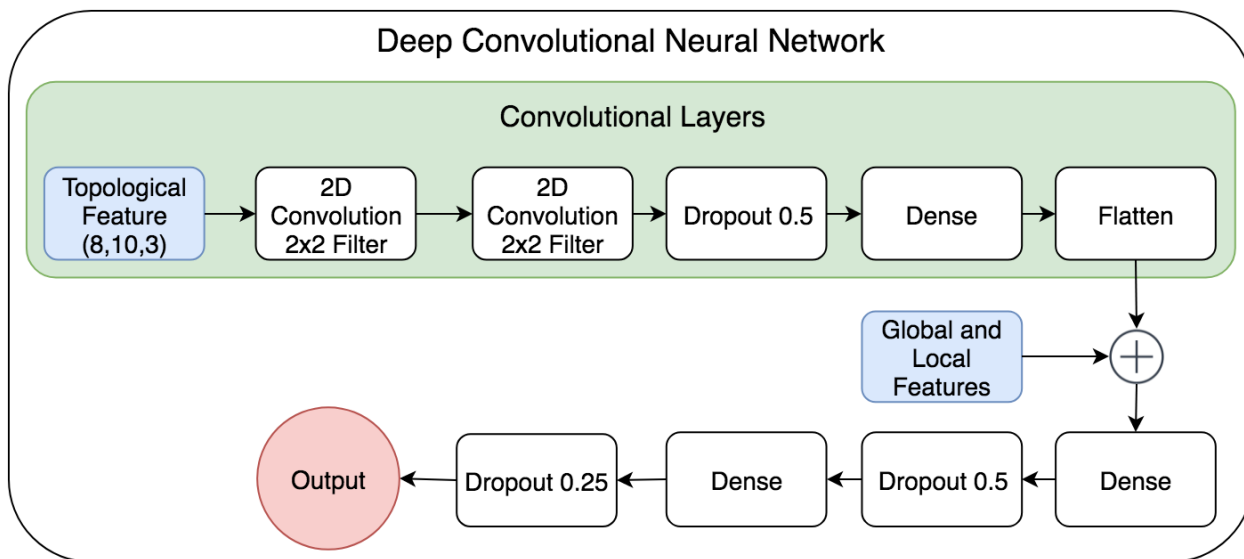 Deep Convolutional Neural Network
Convolutional Layers
Topological
Feature
(8,10,3)
2D
Convolution
2x2 Filter
2D
Convolution
2x2 Filter
Dropout 0.5
Dense
Flatten
Global and
Local
Features
Output
Dropout 0.25
Dense
Dropout 0.5
Dense